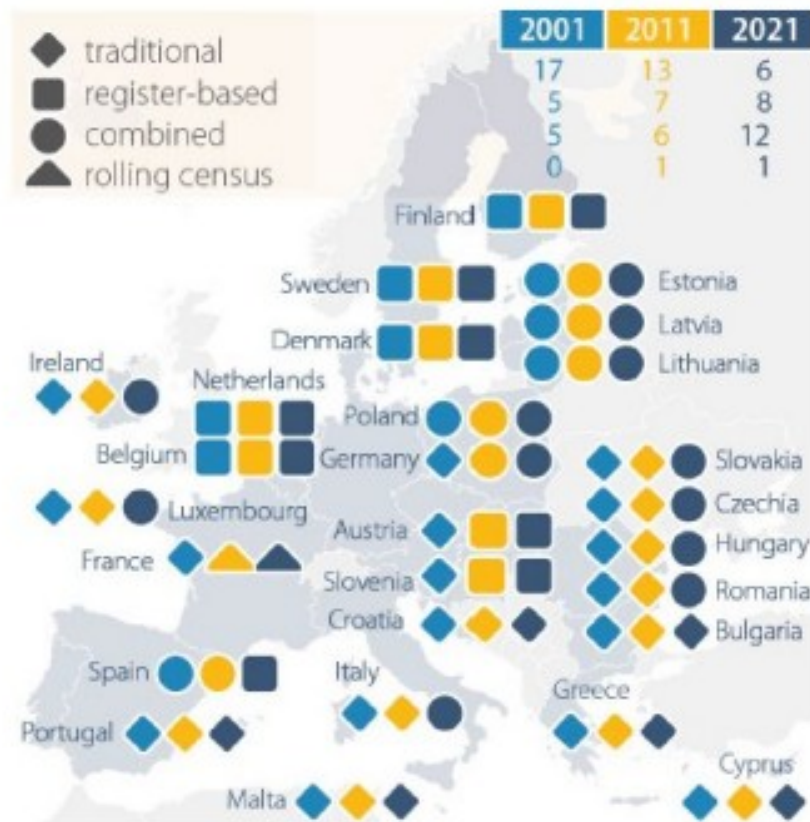 traditional
register-based
combined
rolling census
2001 2011 2021
17 13 6
5 7 8
5 6 12
0 1 1
Finland
Sweden
Estonia
Denmark
Latvia
Lithuania
Ireland
Netherlands
Belgium
Poland
Germany
Slovakia
Luxembourg
Czechia
France
Austria
Hungary
Slovenia
Romania
Croatia
Bulgaria
Spain
Italy
Greece
Portugal
Malta
Cyprus